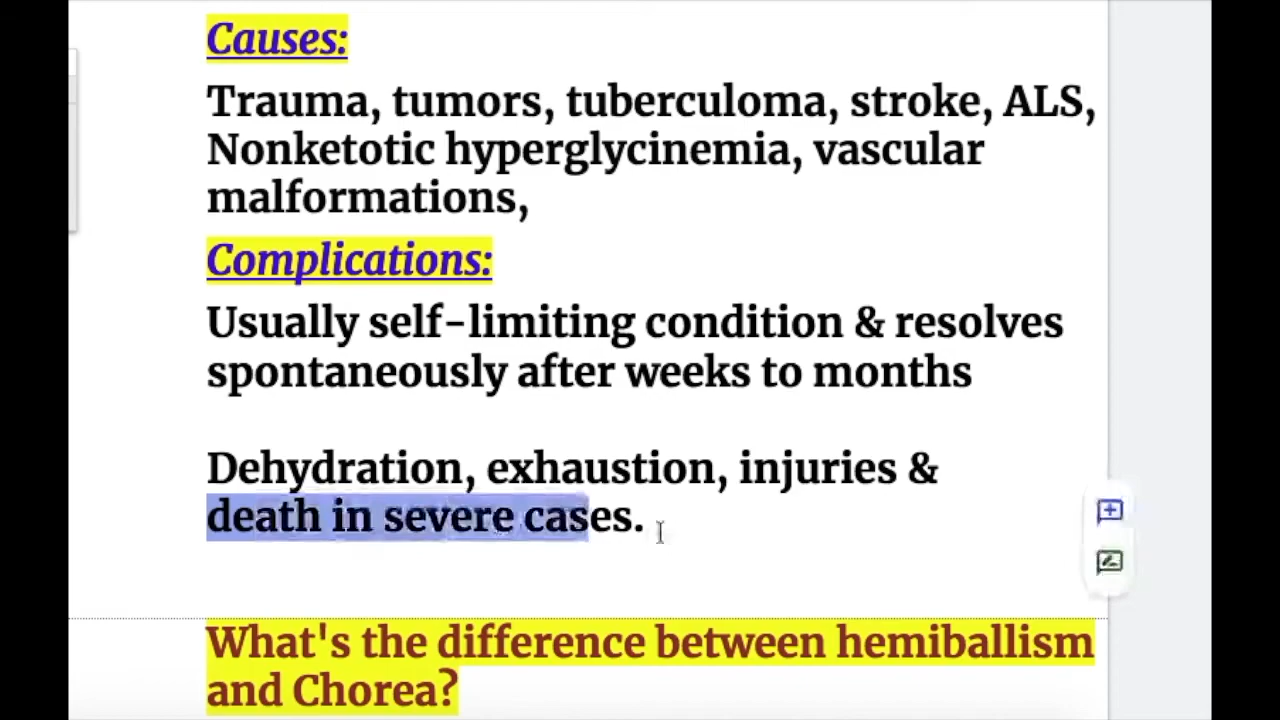 Causes:
Trauma, tumors, tuberculoma, stroke, ALS,
Nonketotic hyperglycinemia, vascular
malformations,
Complications:
Usually self-limiting condition & resolves
spontaneously after weeks to months
Dehydration, exhaustion, injuries &
death in severe cases.
What's the difference between hemiballism
and Chorea?